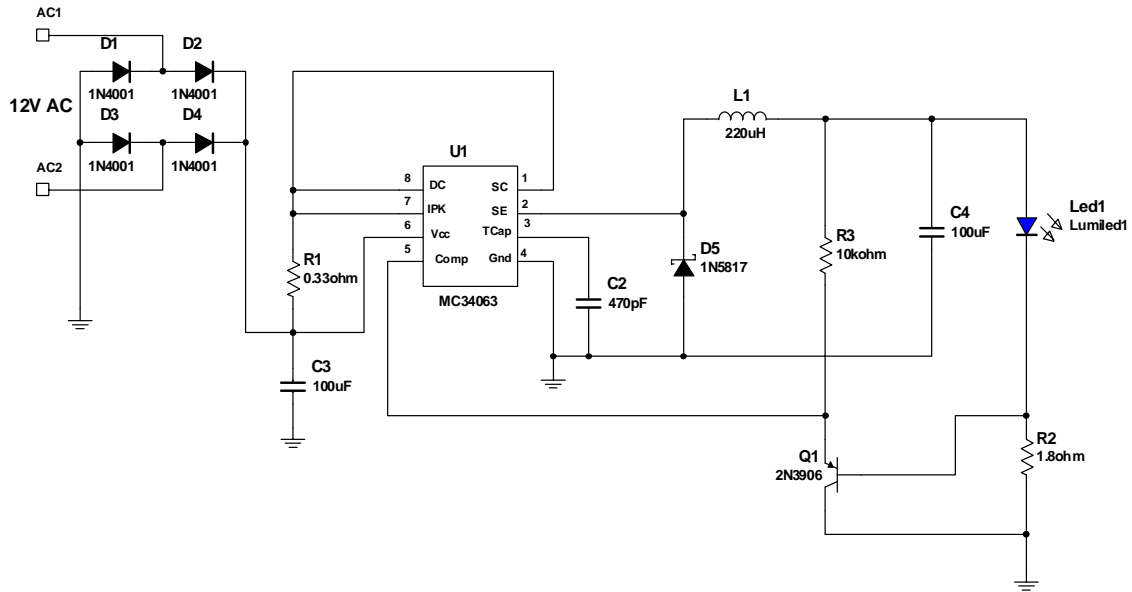 AC1
D1
D2
1N4001
1N4001
12V AC
D3
D4
1N4001
1N4001
AC2
U1
8
DC
SC
1
7
IPK
SE
2
6
Vcc
TCap
3
5
Comp
Gnd
4
MC34063
R1
0.33ohm
C3
100uF
C2
470pF
D5
1N5817
L1
220uH
R3
10kohm
C4
100uF
Led1
Lumiled1
Q1
2N3906
R2
1.8ohm